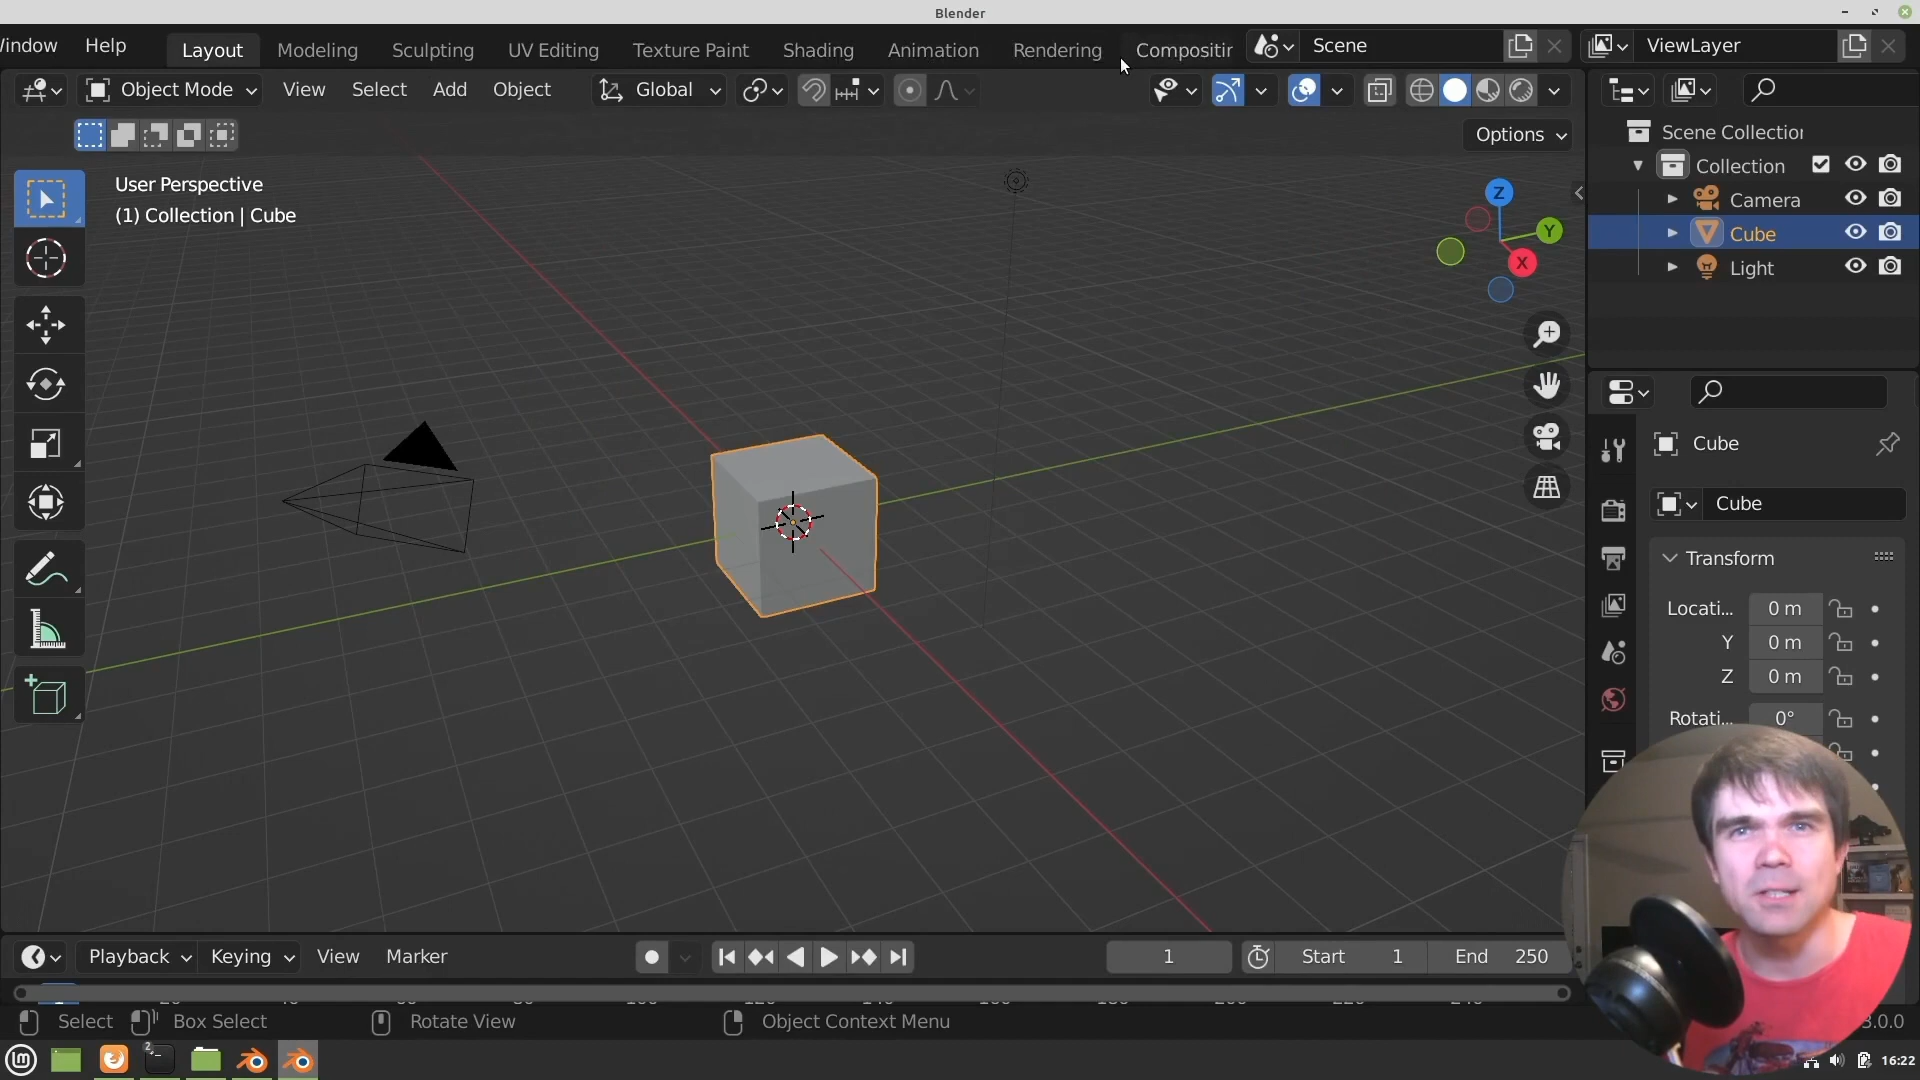 Blender
Window Help Layout Modeling Sculpting UV Editing Texture Paint Shading Animation Rendering Compositir Scene ViewLayer
Object Mode View Select Add Object Global
Options
User Perspective
(1) Collection | Cube
Z
Y
X
Scene Collection
Collection
Camera
Cube
Light
Cube
Cube
Transform
Locati... 0 m
Y 0 m
Z 0 m
Rotati... 0°
Playback Keying View Marker 1 Start 1 End 250
Select Box Select Rotate View Object Context Menu 3.0.0
2 16:22